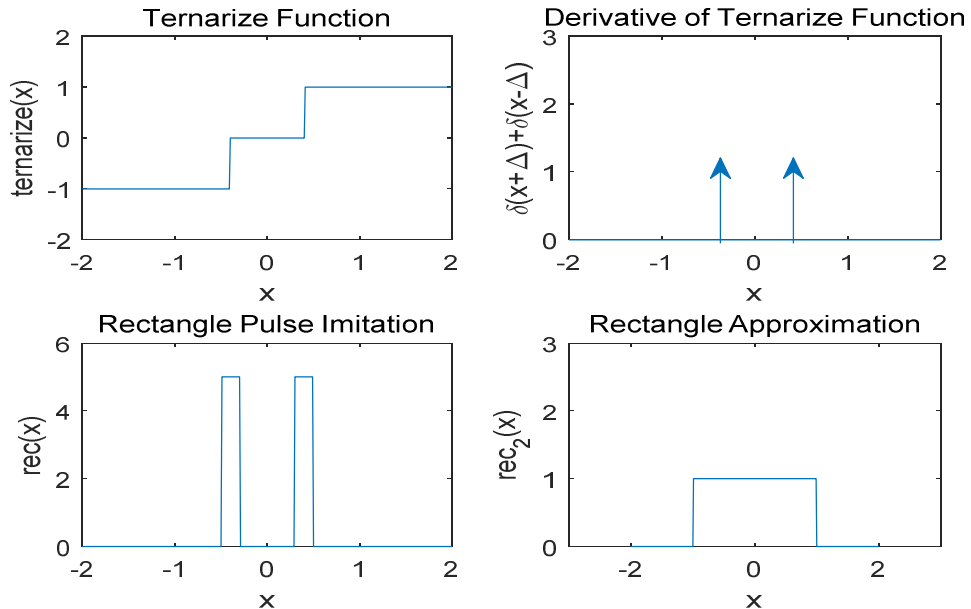 Ternarize Function
ternarize(x)
2
1
0
-1
-2
-2 -1 0 1 2
x
Derivative of Ternarize Function
δ(x+Δ)+δ(x-Δ)
3
2
1
0
-2 -1 0 1 2
x
Rectangle Pulse Imitation
rec(x)
6
4
2
0
-2 -1 0 1 2
x
Rectangle Approximation
rec₂(x)
3
2
1
0
-2 0 2
x